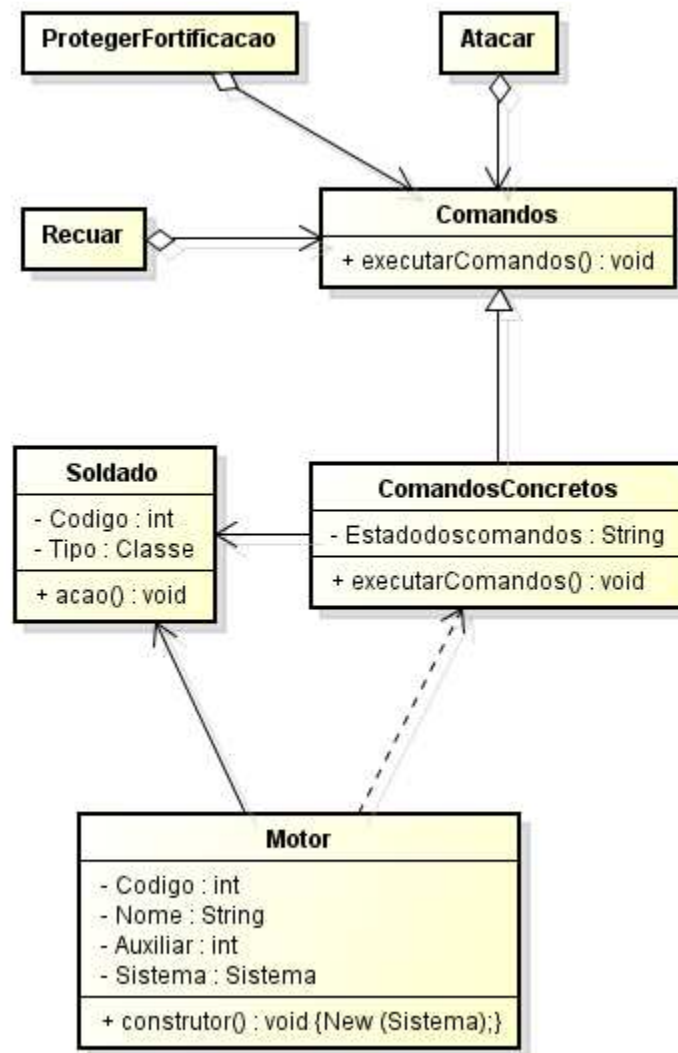 ProtegerFortificacao
Atacar
Comandos
+ executarComandos() : void
Recuar
Soldado
- Codigo : int
- Tipo : Classe
+ acao() : void
ComandosConcretos
- Estadodoscomandos : String
+ executarComandos() : void
Motor
- Codigo : int
- Nome : String
- Auxiliar : int
- Sistema : Sistema
+ construtor() : void {New (Sistema);}